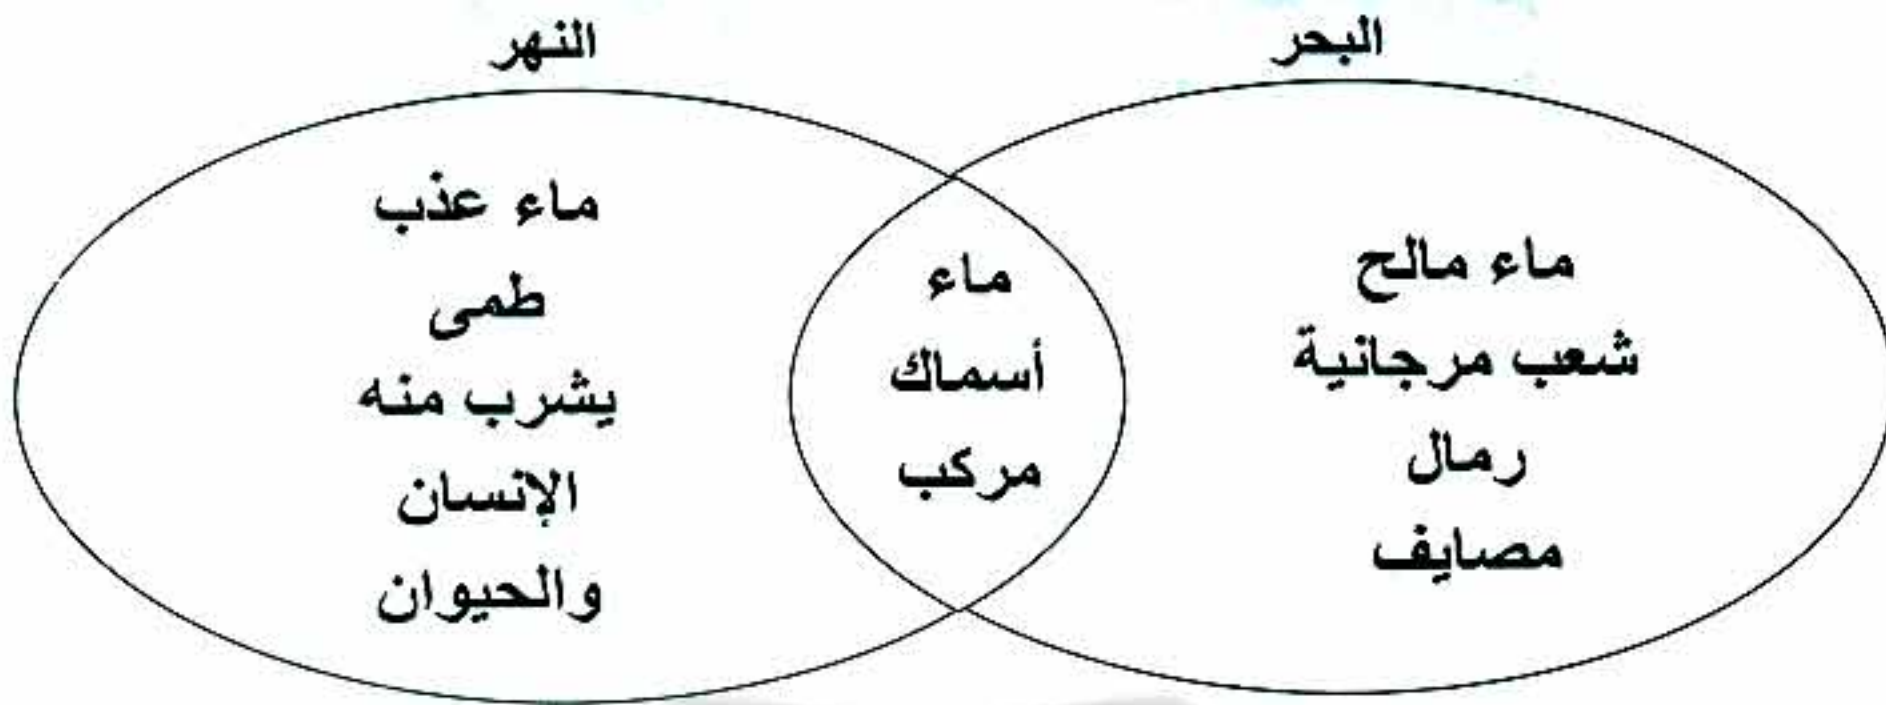 البحر
النهر
ماء مالح
شعب مرجانية
رمال
مصايف
ماء
أسماك
مركب
ماء عذب
طمى
يشرب منه
الإنسان
والحيوان